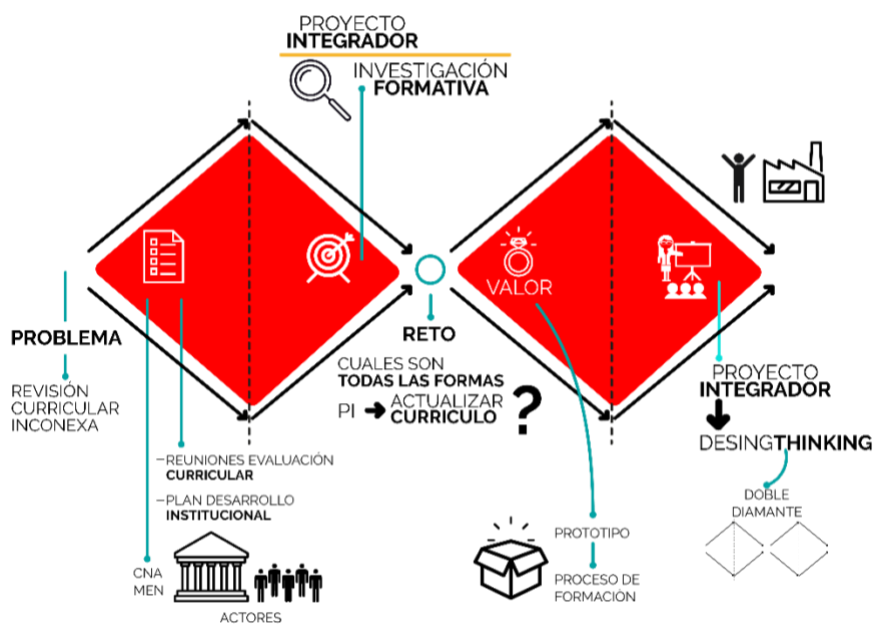 PROYECTO
INTEGRADOR
INVESTIGACIÓN
FORMATIVA
PROBLEMA
REVISIÓN
CURRICULAR
INCONEXA
–REUNIONES EVALUACIÓN
CURRICULAR
–PLAN DESARROLLO
INSTITUCIONAL
CNA
MEN
ACTORES
RETO
CUALES SON
TODAS LAS FORMAS
PI ➔ ACTUALIZAR
CURRICULO ?
VALOR
PROTOTIPO
PROCESO DE
FORMACIÓN
PROYECTO
INTEGRADOR
DESINGTHINKING
DOBLE
DIAMANTE